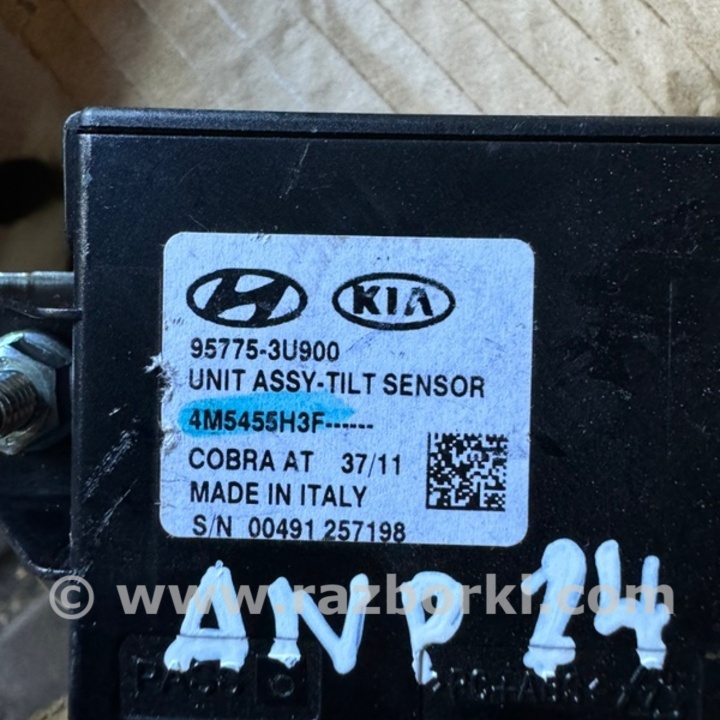 KIA
95775-3U900
UNIT ASSY-TILT SENSOR
4M5455H3F------
COBRA AT 37/11
MADE IN ITALY
S/N 00491 257198
© www.razborki.com
ANP 24